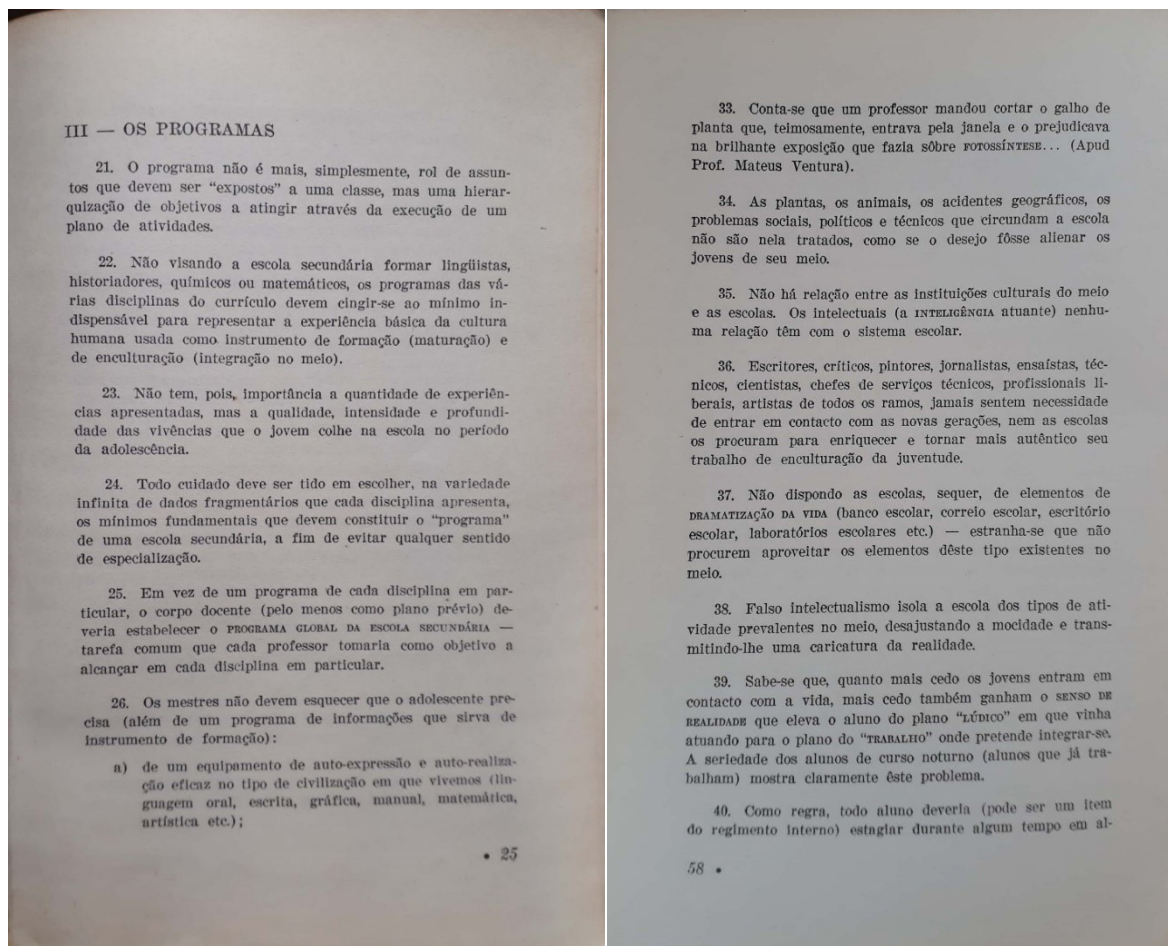 III — OS PROGRAMAS
21. O programa não é mais, simplesmente, rol de assun-
tos que devem ser "expostos" a uma classe, mas uma hierar-
quização de objetivos a atingir através da execução de um
plano de atividades.
22. Não visando a escola secundária formar lingüistas,
historiadores, químicos ou matemáticos, os programas das vá-
rias disciplinas do currículo devem cingir-se ao mínimo in-
dispensável para representar a experiência básica da cultura
humana usada como instrumento de formação (maturação) e
de enculturação (integração no meio).
23. Não tem, pois, importância a quantidade de experiên-
cias apresentadas, mas a qualidade, intensidade e profundi-
dade das vivências que o jovem colhe na escola no período
da adolescência.
24. Todo cuidado deve ser tido em escolher, na variedade
infinita de dados fragmentários que cada disciplina apresenta,
os mínimos fundamentais que devem constituir o "programa"
de uma escola secundária, a fim de evitar qualquer sentido
de especialização.
25. Em vez de um programa de cada disciplina em par-
ticular, o corpo docente (pelo menos como plano prévio) de-
veria estabelecer o PROGRAMA GLOBAL DA ESCOLA SECUNDÁRIA —
tarefa comum que cada professor tomaria como objetivo a
alcançar em cada disciplina em particular.
26. Os mestres não devem esquecer que o adolescente pre-
cisa (além de um programa de informações que sirva de
instrumento de formação):
a) de um equipamento de auto-expressão e auto-realiza-
ção eficaz no tipo de civilização em que vivemos (lin-
guagem oral, escrita, gráfica, manual, matemática,
artística etc.);
• 25
33. Conta-se que um professor mandou cortar o galho de
planta que, teimosamente, entrava pela janela e o prejudicava
na brilhante exposição que fazia sôbre FOTOSSÍNTESE... (Apud
Prof. Mateus Ventura).
34. As plantas, os animais, os acidentes geográficos, os
problemas sociais, políticos e técnicos que circundam a escola
não são nela tratados, como se o desejo fôsse alienar os
jovens de seu meio.
35. Não há relação entre as instituições culturais do meio
e as escolas. Os intelectuais (a INTELIGÊNCIA atuante) nenhu-
ma relação têm com o sistema escolar.
36. Escritores, críticos, pintores, jornalistas, ensaístas, téc-
nicos, cientistas, chefes de serviços técnicos, profissionais li-
berais, artistas de todos os ramos, jamais sentem necessidade
de entrar em contacto com as novas gerações, nem as escolas
os procuram para enriquecer e tornar mais autêntico seu
trabalho de enculturação da juventude.
37. Não dispondo as escolas, sequer, de elementos de
DRAMATIZAÇÃO DA VIDA (banco escolar, correio escolar, escritório
escolar, laboratórios escolares etc.) — estranha-se que não
procurem aproveitar os elementos dêste tipo existentes no
meio.
38. Falso intelectualismo isola a escola dos tipos de ati-
vidade prevalentes no meio, desajustando a mocidade e trans-
mitindo-lhe uma caricatura da realidade.
39. Sabe-se que, quanto mais cedo os jovens entram em
contacto com a vida, mais cedo também ganham o SENSO DE
REALIDADE que eleva o aluno do plano "LÚDICO" em que vinha
atuando para o plano do "TRABALHO" onde pretende integrar-se.
A seriedade dos alunos de curso noturno (alunos que já tra-
balham) mostra claramente êste problema.
40. Como regra, todo aluno deveria (pode ser um item
do regimento interno) estagiar durante algum tempo em al-
58 •